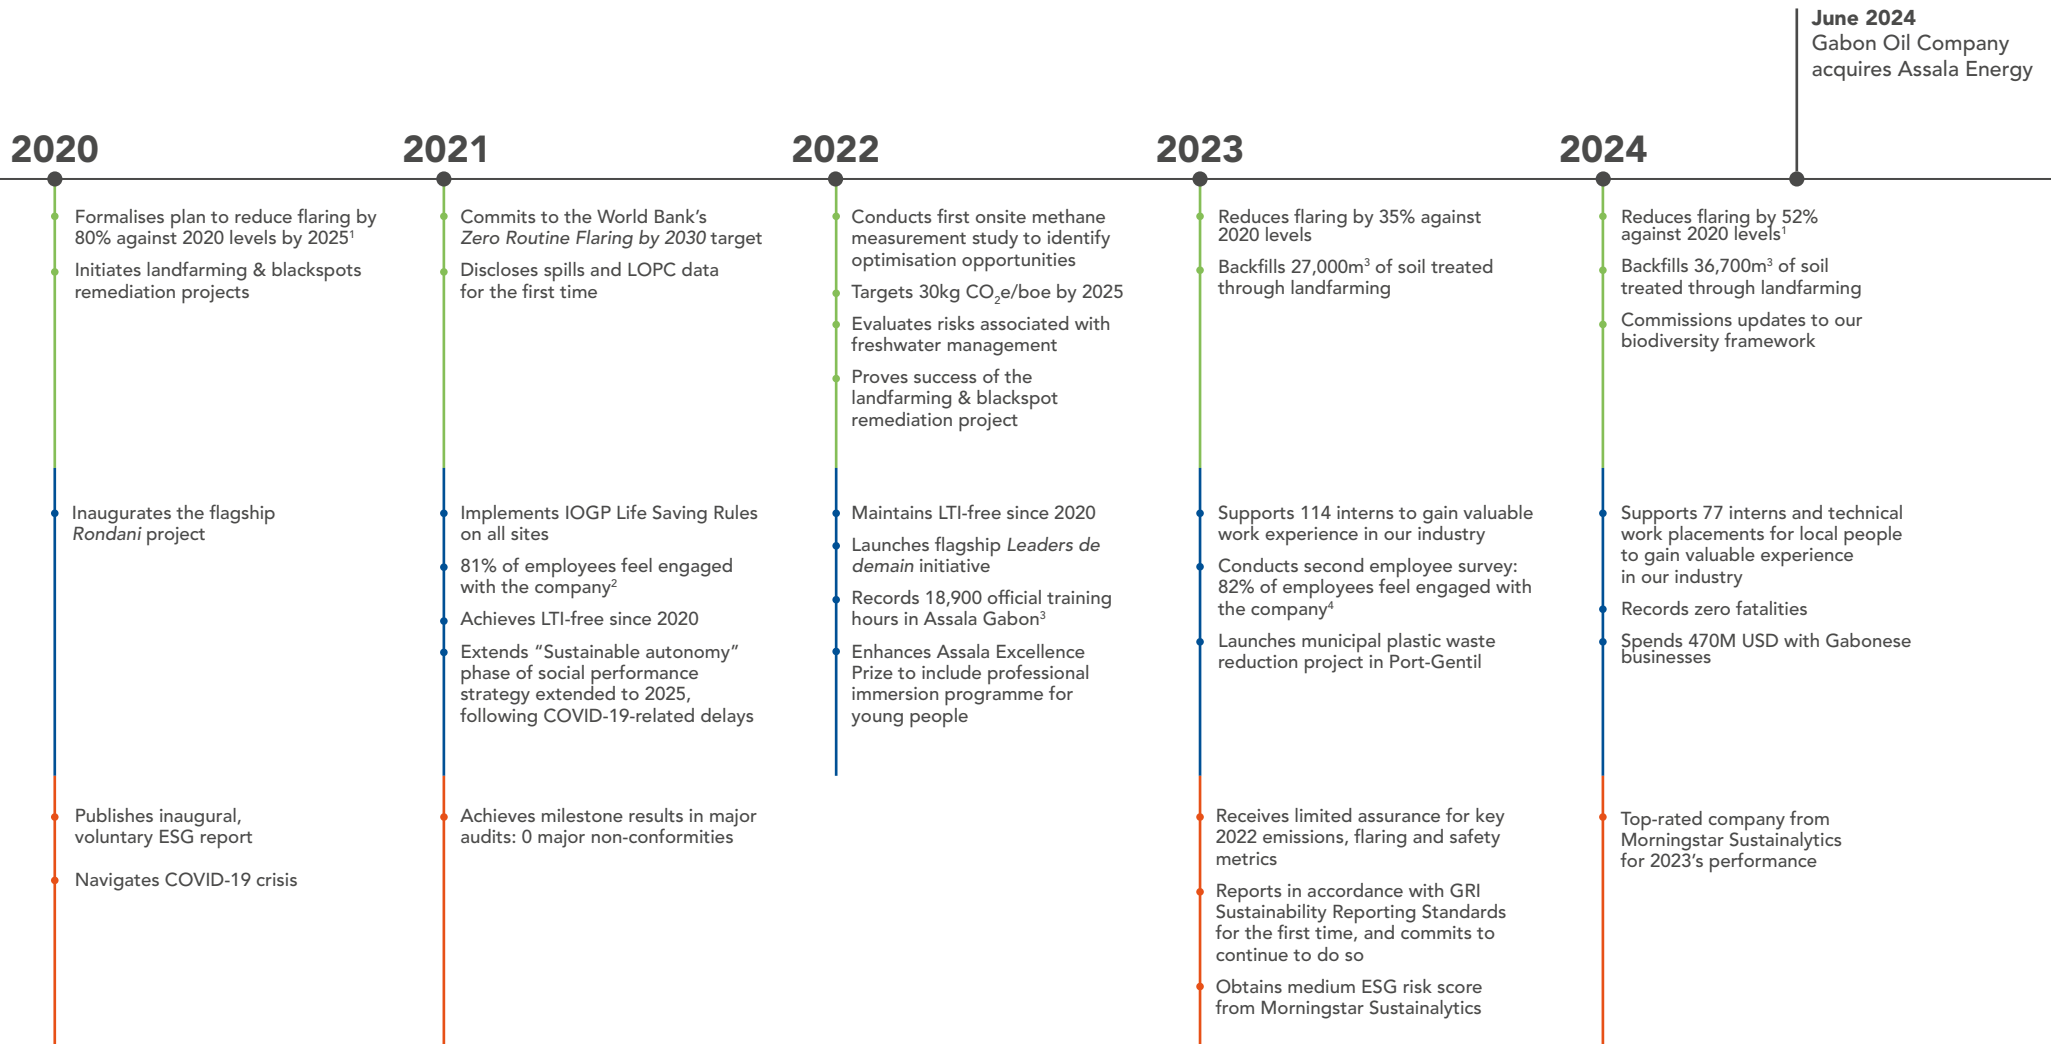 June 2024
Gabon Oil Company
acquires Assala Energy
2020
Formalises plan to reduce flaring by
80% against 2020 levels by 2025¹
Initiates landfarming & blackspots
remediation projects
Inaugurates the flagship
Rondani project
Publishes inaugural,
voluntary ESG report
Navigates COVID-19 crisis
2021
Commits to the World Bank’s
Zero Routine Flaring by 2030 target
Discloses spills and LOPC data
for the first time
Implements IOGP Life Saving Rules
on all sites
81% of employees feel engaged
with the company²
Achieves LTI-free since 2020
Extends “Sustainable autonomy”
phase of social performance
strategy extended to 2025,
following COVID-19-related delays
Achieves milestone results in major
audits: 0 major non-conformities
2022
Conducts first onsite methane
measurement study to identify
optimisation opportunities
Targets 30kg CO₂e/boe by 2025
Evaluates risks associated with
freshwater management
Proves success of the
landfarming & blackspot
remediation project
Maintains LTI-free since 2020
Launches flagship Leaders de
demain initiative
Records 18,900 official training
hours in Assala Gabon³
Enhances Assala Excellence
Prize to include professional
immersion programme for
young people
2023
Reduces flaring by 35% against
2020 levels
Backfills 27,000m³ of soil treated
through landfarming
Supports 114 interns to gain valuable
work experience in our industry
Conducts second employee survey:
82% of employees feel engaged with
the company⁴
Launches municipal plastic waste
reduction project in Port-Gentil
Receives limited assurance for key
2022 emissions, flaring and safety
metrics
Reports in accordance with GRI
Sustainability Reporting Standards
for the first time, and commits to
continue to do so
Obtains medium ESG risk score
from Morningstar Sustainalytics
2024
Reduces flaring by 52%
against 2020 levels¹
Backfills 36,700m³ of soil
treated through landfarming
Commissions updates to our
biodiversity framework
Supports 77 interns and technical
work placements for local people
to gain valuable experience
in our industry
Records zero fatalities
Spends 470M USD with Gabonese
businesses
Top-rated company from
Morningstar Sustainalytics
for 2023’s performance